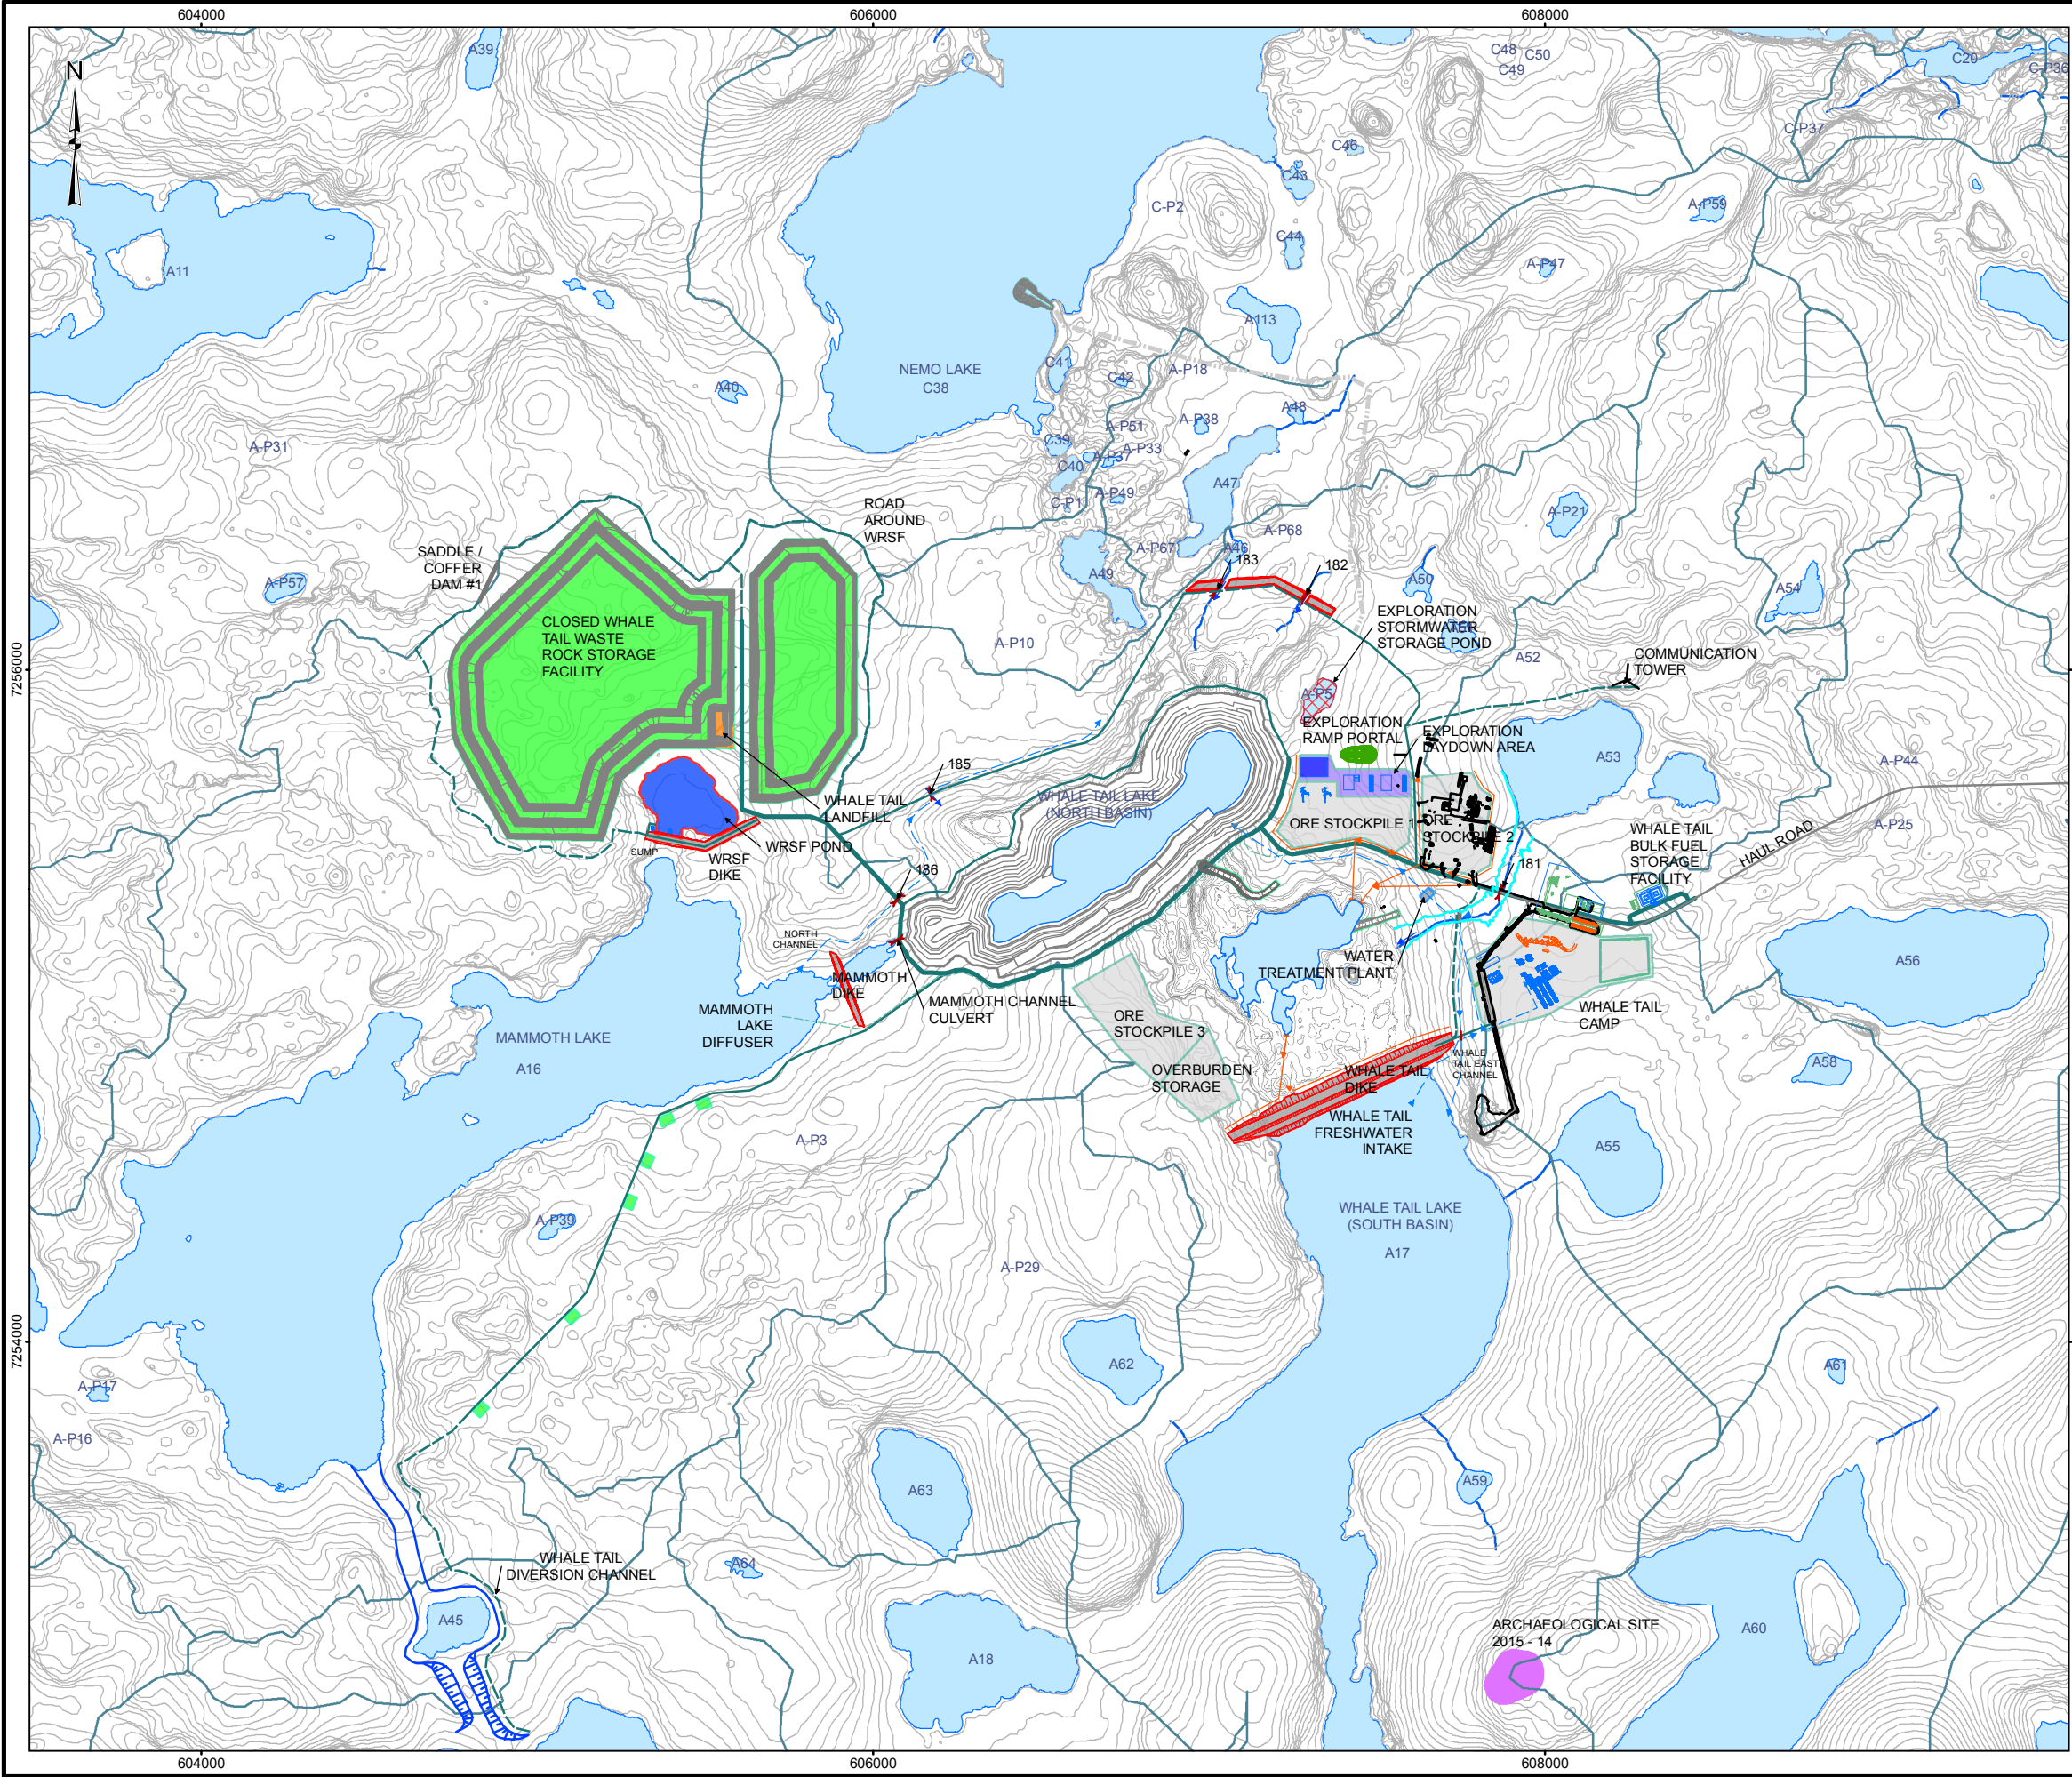 604000
606000
608000
N
A39
C48
C50
C49
C20
C-P36
C-P37
C46
C43
C-P2
A-P59
C44
A11
A-P47
A113
NEMO LAKE
C38
C41
C42
A-P18
A40
A48
A-P38
A-P51
A-P31
C39
A-P33
A-P37
C40
A47
A-P49
C-P1
A-P21
ROAD
AROUND
WRSF
A-P68
A-P67
A46
183
182
SADDLE /
COFFER
DAM #1
A-P57
A49
A50
A54
EXPLORATION
STORMWATER
STORAGE POND
CLOSED WHALE
TAIL WASTE
ROCK STORAGE
FACILITY
A-P10
A52
COMMUNICATION
TOWER
7256000
A-P5
EXPLORATION
RAMP PORTAL
EXPLORATION
LAYDOWN AREA
A53
A-P44
185
WHALE TAIL LAKE
(NORTH BASIN)
WHALE TAIL
LANDFILL
ORE STOCKPILE 1
ORE
STOCKPILE 2
A-P25
HAUL ROAD
WHALE TAIL
BULK FUEL
STORAGE
FACILITY
WRSF POND
SUMP
WRSF
DIKE
186
181
NORTH
CHANNEL
MAMMOTH
DIKE
WATER
TREATMENT PLANT
A56
MAMMOTH
LAKE
DIFFUSER
MAMMOTH CHANNEL
CULVERT
ORE
STOCKPILE 3
WHALE TAIL
CAMP
MAMMOTH LAKE
A16
OVERBURDEN
STORAGE
WHALE TAIL
DIKE
WHALE
TAIL EAST
CHANNEL
A58
WHALE TAIL
FRESHWATER
INTAKE
A-P3
A55
A-P39
WHALE TAIL LAKE
(SOUTH BASIN)
A17
A-P29
7254000
A62
A61
A-P17
A-P16
A63
A59
A64
WHALE TAIL
DIVERSION CHANNEL
A45
A18
ARCHAEOLOGICAL SITE
2015 - 14
A60
604000
606000
608000